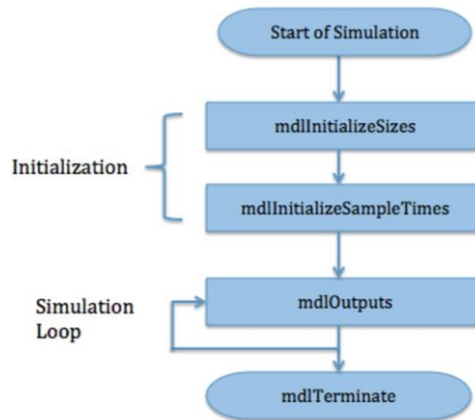 Start of Simulation
mdlInitializeSizes
Initialization
mdlInitializeSampleTimes
mdlOutputs
Simulation
Loop
mdlTerminate